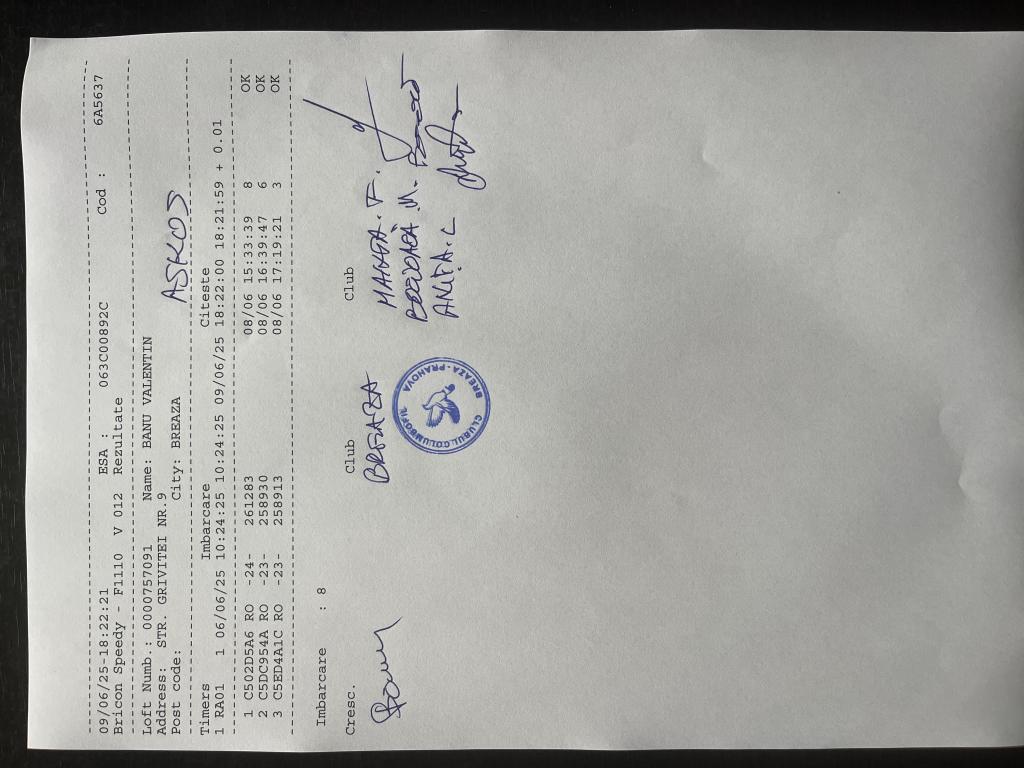 09/06/25-18:22:21 ESA : 063C00892C Cod : 6A5637
Bricon Speedy - F1110 V 012 Rezultate
Loft Numb.: 0000757091 Name: BANU VALENTIN
Address: STR. GRIVITEI NR.9
Post code: City: BREAZA ASKOS
Timers Imbarcare Citeste
1 RA01 1 06/06/25 10:24:25 10:24:25 09/06/25 18:22:00 18:21:59 + 0.01
1 C502D5A6 RO -24- 261283 08/06 15:33:39 8 OK
2 C5DC954A RO -23- 258930 08/06 16:39:47 6 OK
3 C5ED4A1C RO -23- 258913 08/06 17:19:21 3 OK
Imbarcare : 8
Cresc. Club Club
BREAZA
MANEA. F.
ANIȚA.C
CLUBUL COLUMBOFIL
BREAZA - PRAHOVA